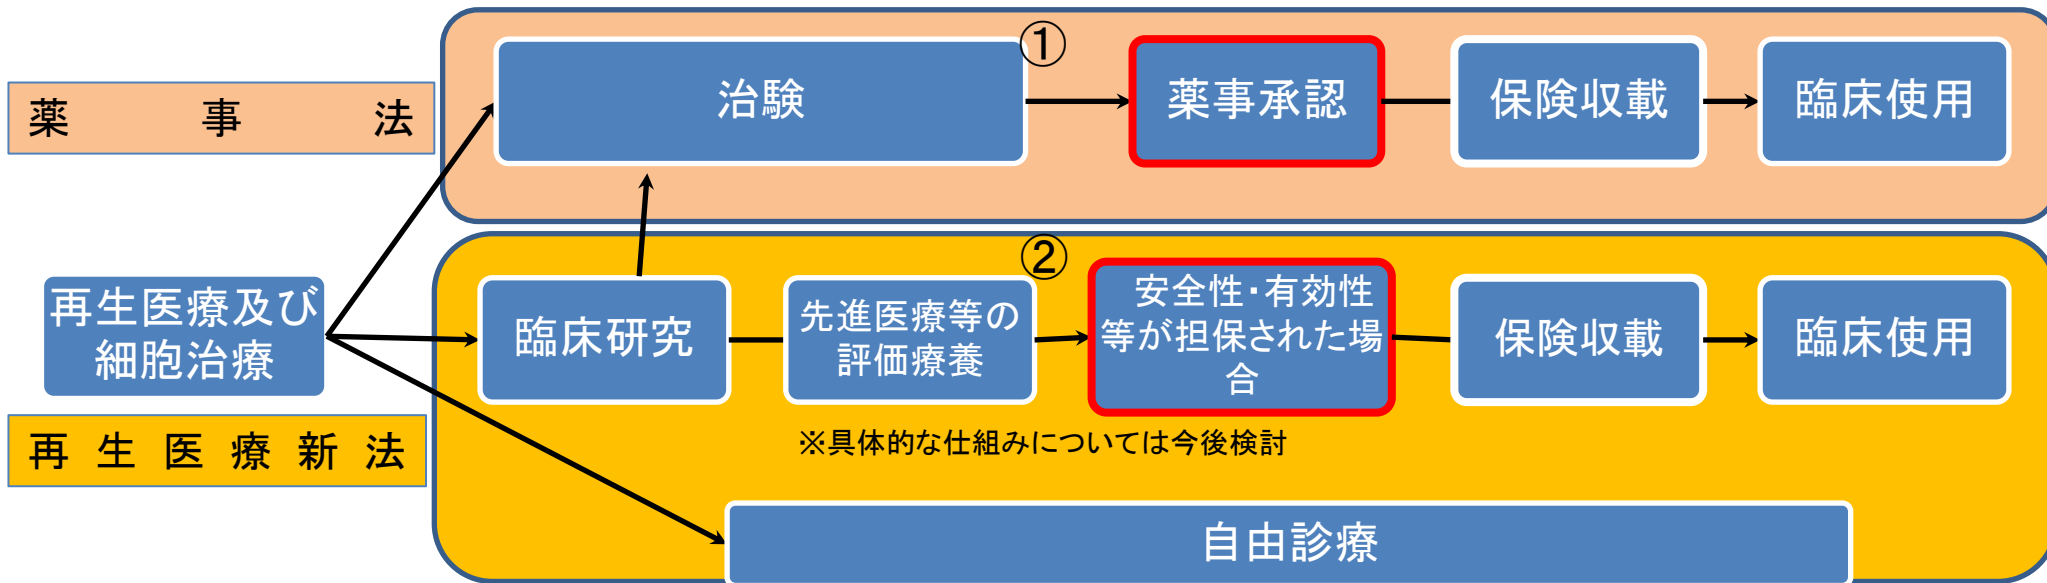 ①
治験
薬事承認
保険収載
臨床使用
薬事法
②
再生医療及び
細胞治療
臨床研究
先進医療等の
評価療養
安全性・有効性
等が担保された場
合
保険収載
臨床使用
再生医療新法
※具体的な仕組みについては今後検討
自由診療